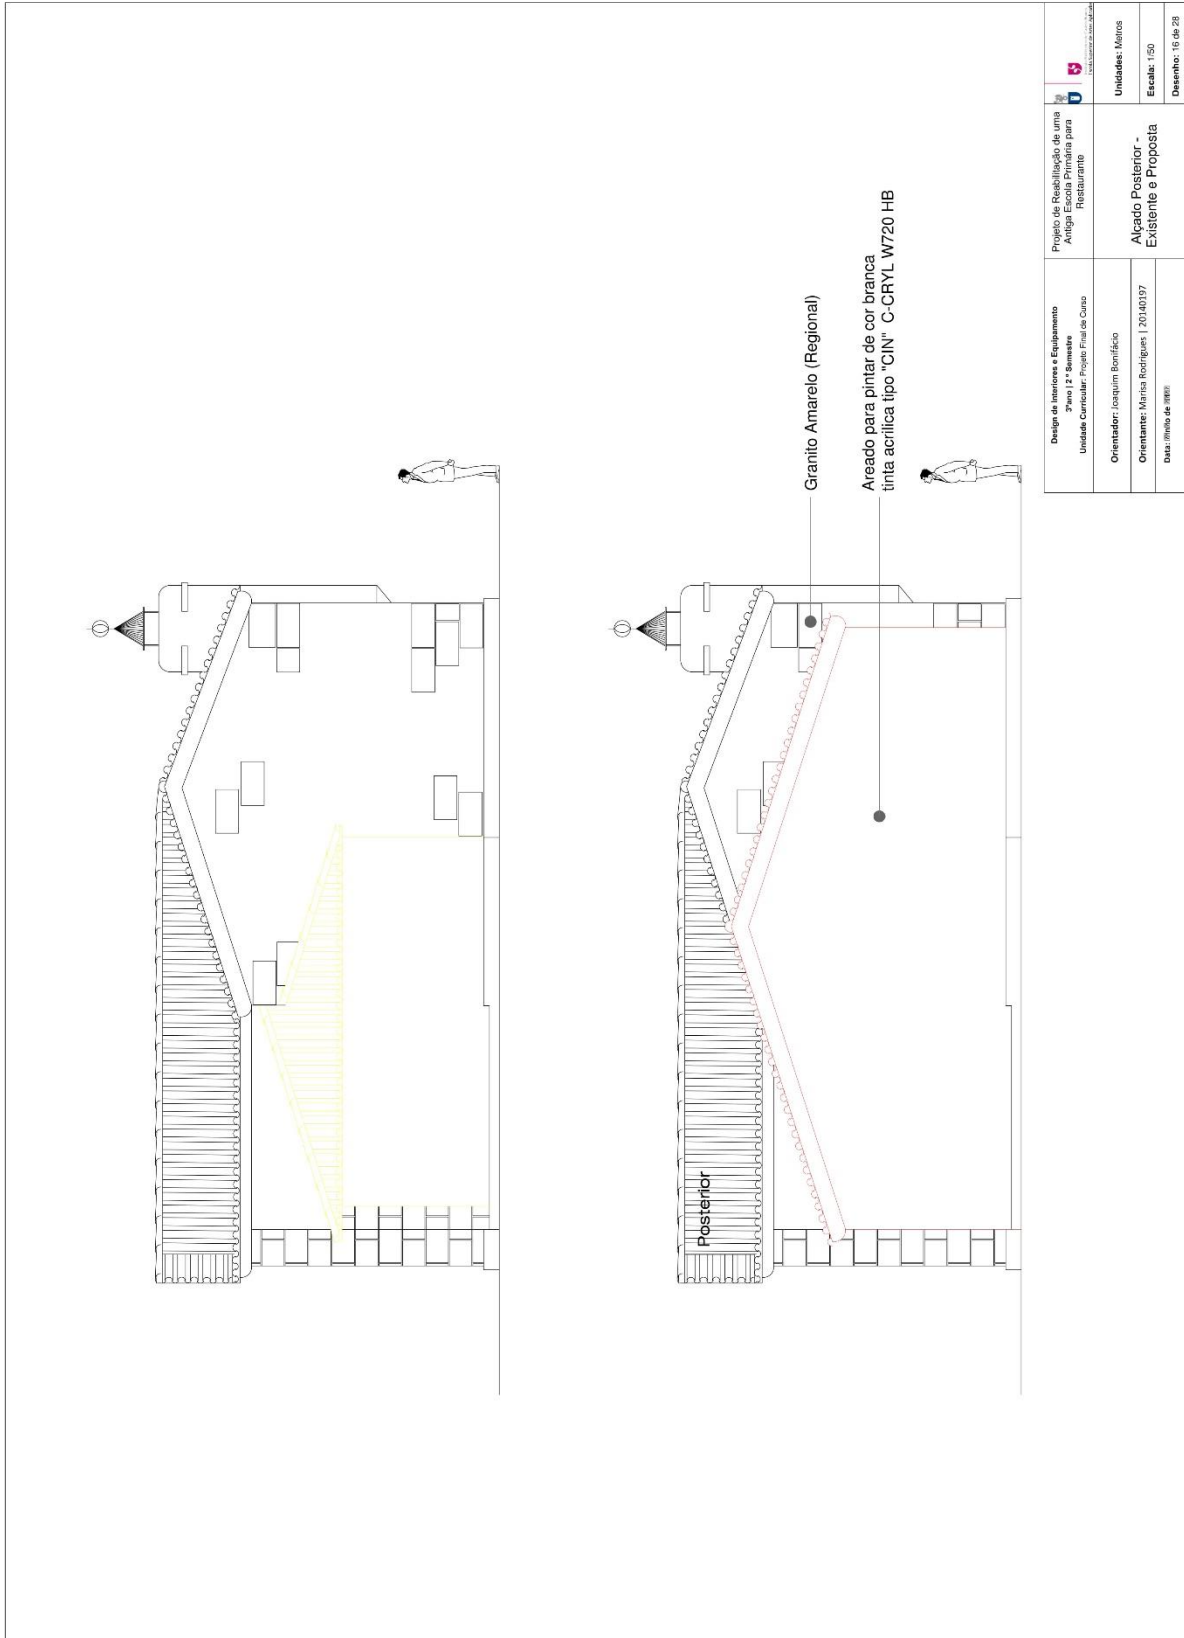 Granito Amarelo (Regional)
Areado para pintar de cor branca
tinta acrilica tipo "CIN" C-CRYL W720 HB
Posterior
Design de Interiores e Equipamento
3ºano | 2 º Semestre
Unidade Curricular: Projeto Final de Curso
Projeto de Reabilitação de uma
Antiga Escola Primária para
Restaurante
Orientador: Joaquim Bonifácio
Orientante: Marisa Rodrigues | 20140197
Data:
Alçado Posterior -
Existente e Proposta
Unidades: Metros
Escala: 1/50
Desenho: 16 de 28